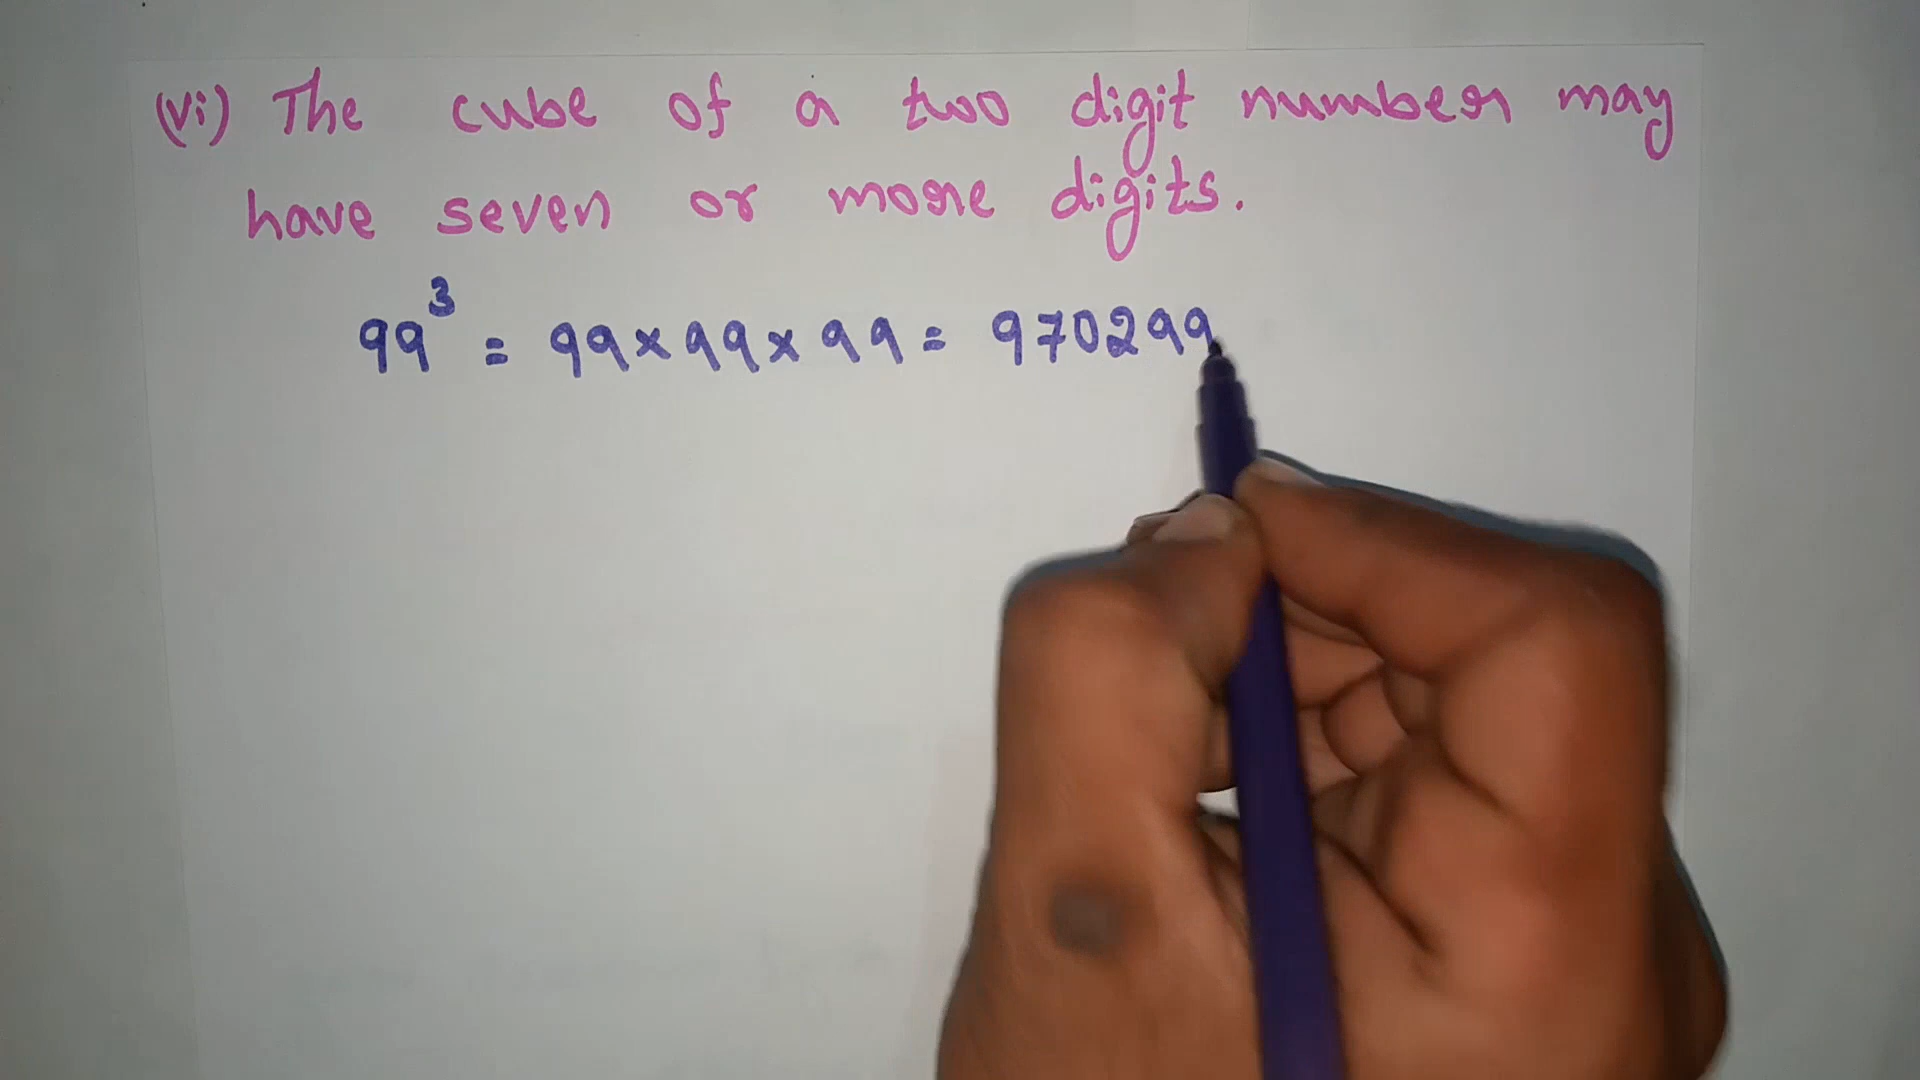 (vi) The cube of a two digit number may
have seven or more digits.
99³ = 99×99×99 = 970299